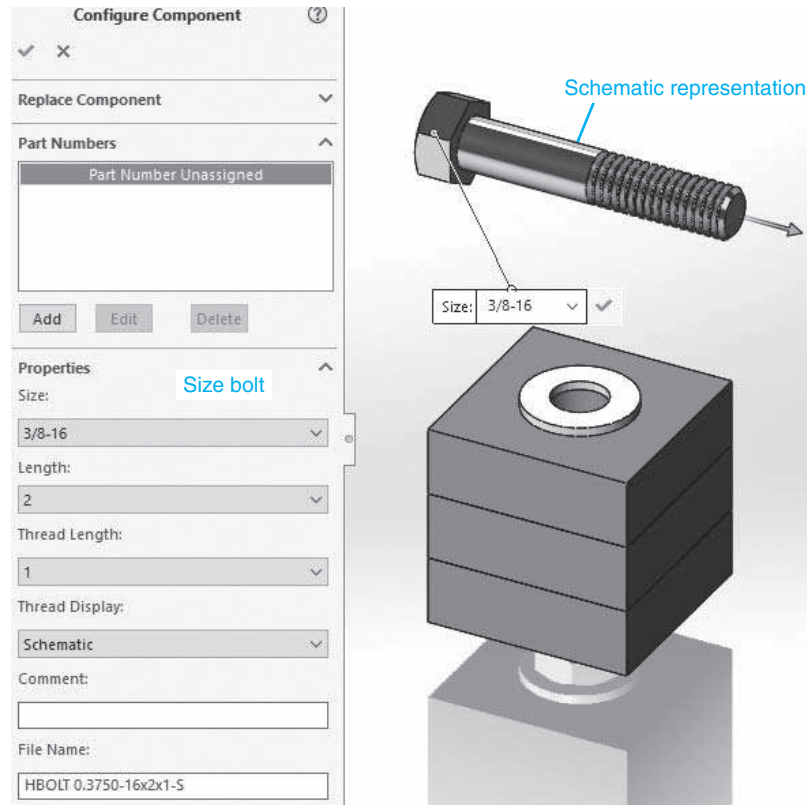 Configure Component
Replace Component
Part Numbers
Part Number Unassigned
Add Edit Delete
Properties
Size bolt
Size:
3/8-16
Length:
2
Thread Length:
1
Thread Display:
Schematic
Comment:
File Name:
HBOLT 0.3750-16x2x1-S
Schematic representation
Size: 3/8-16